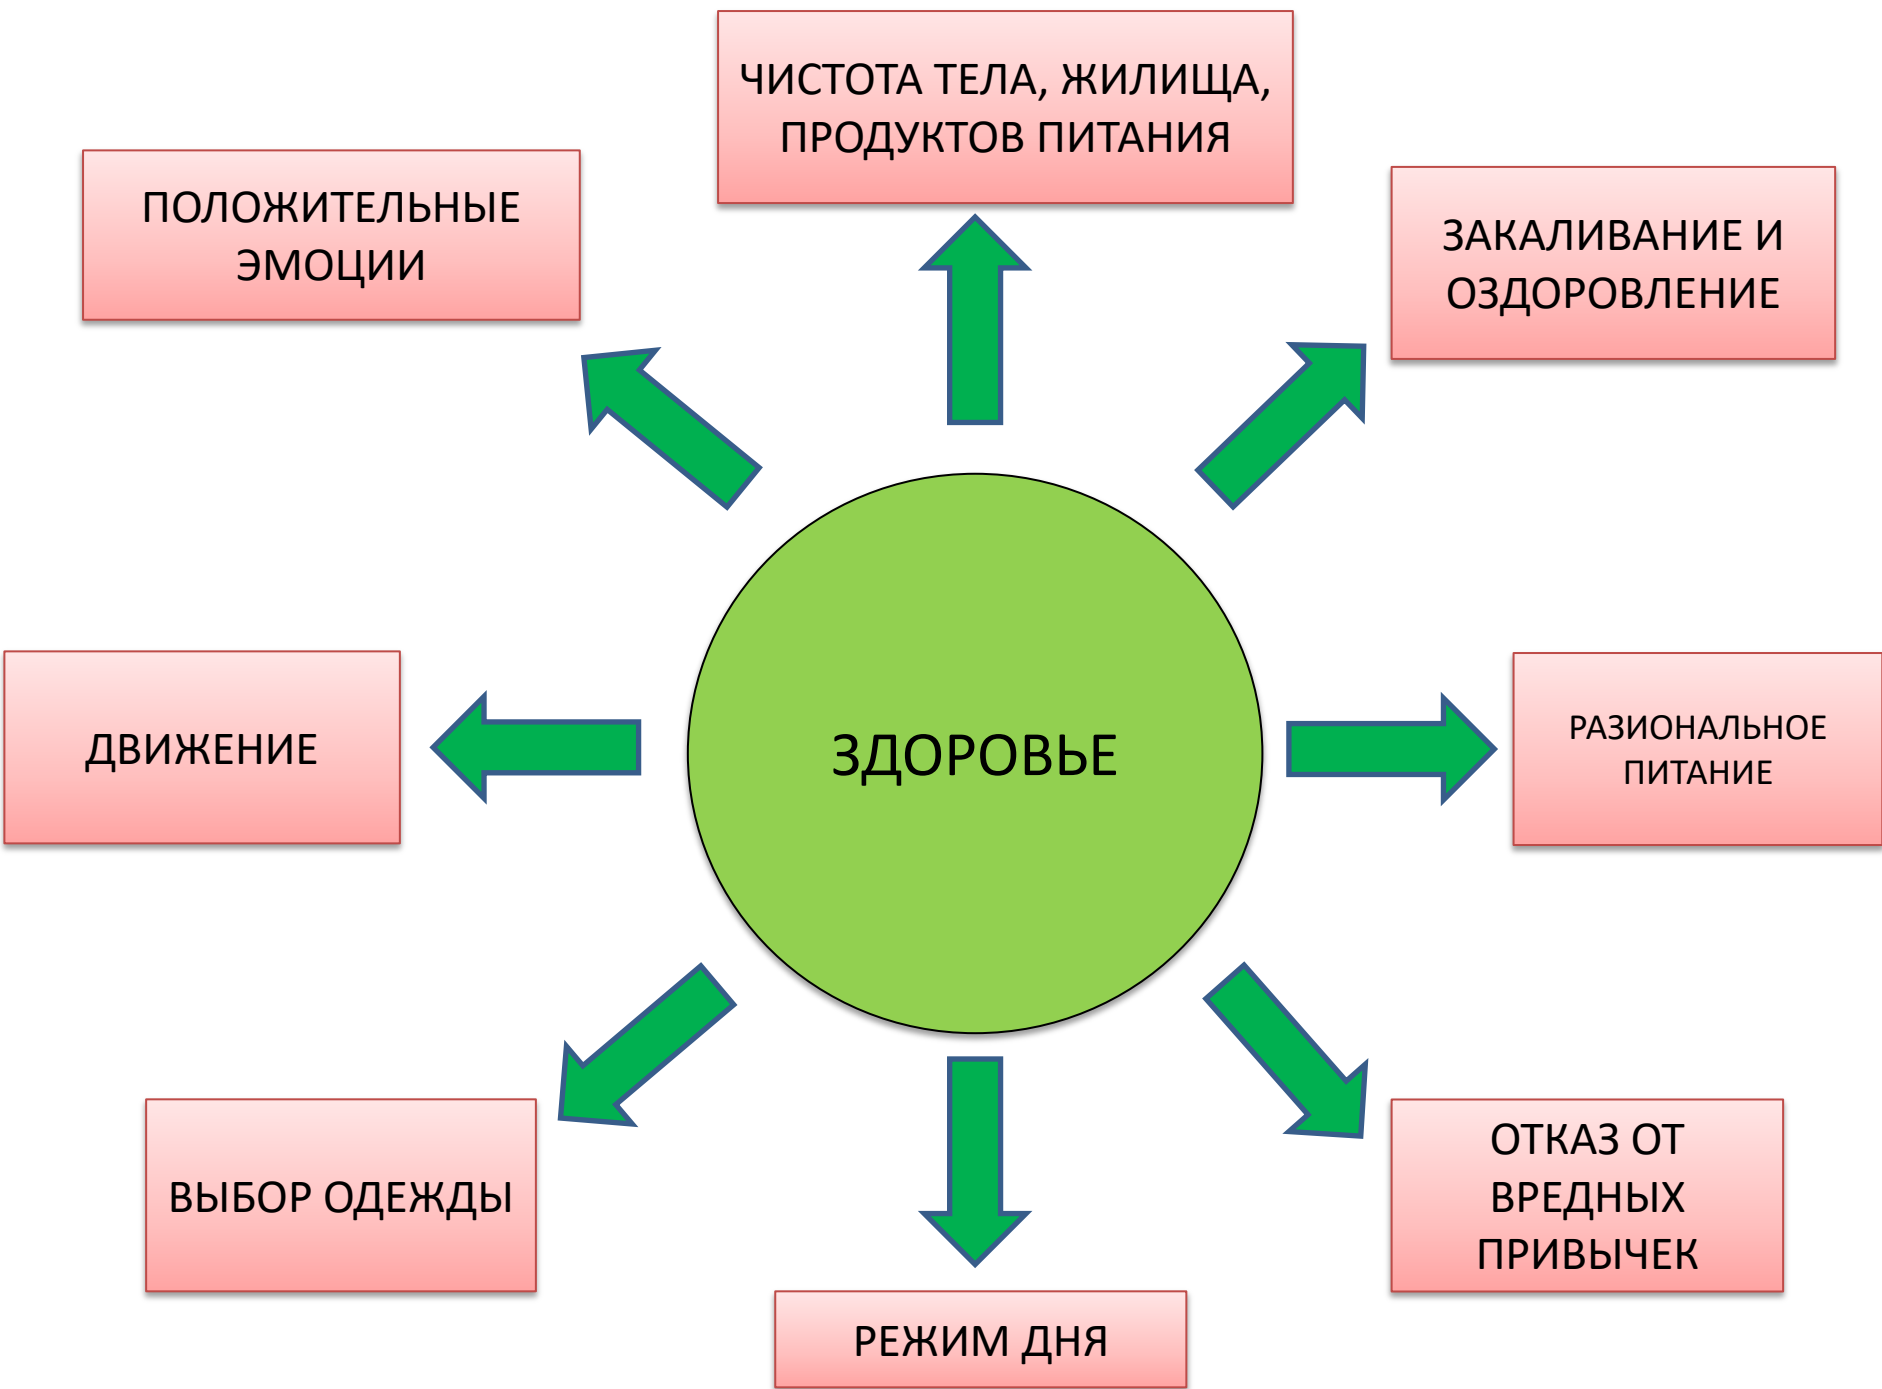 ЧИСТОТА ТЕЛА, ЖИЛИЩА,
ПРОДУКТОВ ПИТАНИЯ
ПОЛОЖИТЕЛЬНЫЕ
ЭМОЦИИ
ЗАКАЛИВАНИЕ И
ОЗДОРОВЛЕНИЕ
ДВИЖЕНИЕ
ЗДОРОВЬЕ
РАЗИОНАЛЬНОЕ
ПИТАНИЕ
ВЫБОР ОДЕЖДЫ
ОТКАЗ ОТ
ВРЕДНЫХ
ПРИВЫЧЕК
РЕЖИМ ДНЯ